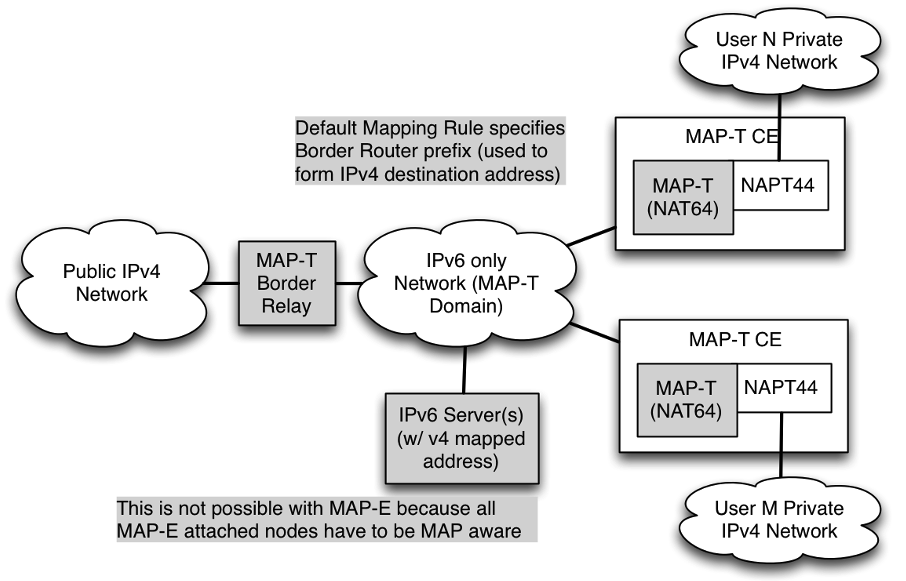 User N Private
IPv4 Network
Default Mapping Rule specifies
Border Router prefix (used to
form IPv4 destination address)
MAP-T CE
MAP-T
(NAT64)
NAPT44
Public IPv4
Network
MAP-T
Border
Relay
IPv6 only
Network (MAP-T
Domain)
MAP-T CE
MAP-T
(NAT64)
NAPT44
IPv6 Server(s)
(w/ v4 mapped
address)
This is not possible with MAP-E because all
MAP-E attached nodes have to be MAP aware
User M Private
IPv4 Network